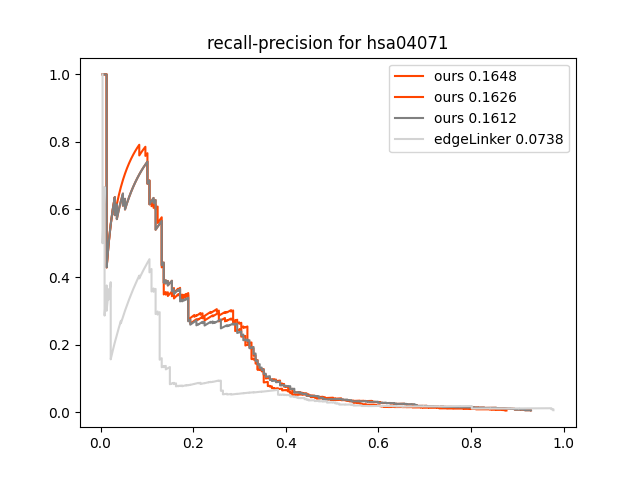 recall-precision for hsa04071
ours 0.1648
ours 0.1626
ours 0.1612
edgeLinker 0.0738
1.0
0.8
0.6
0.4
0.2
0.0
0.0 0.2 0.4 0.6 0.8 1.0